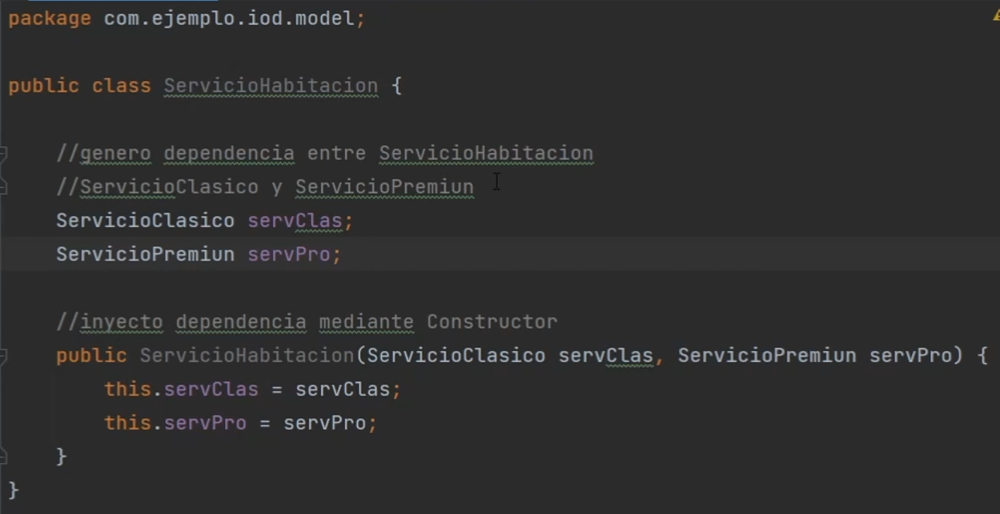 package com.ejemplo.iod.model;
public class ServicioHabitacion {
//genero dependencia entre ServicioHabitacion
//ServicioClasico y ServicioPremiun
ServicioClasico servClas;
ServicioPremiun servPro;
//inyecto dependencia mediante Constructor
public ServicioHabitacion(ServicioClasico servClas, ServicioPremiun servPro) {
this.servClas = servClas;
this.servPro = servPro;
}
}